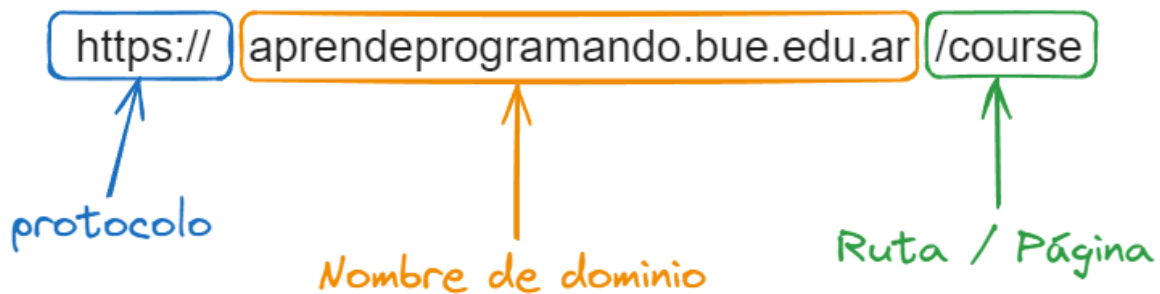 https:// aprendeprogramando.bue.edu.ar /course
protocolo
Nombre de dominio
Ruta / Página